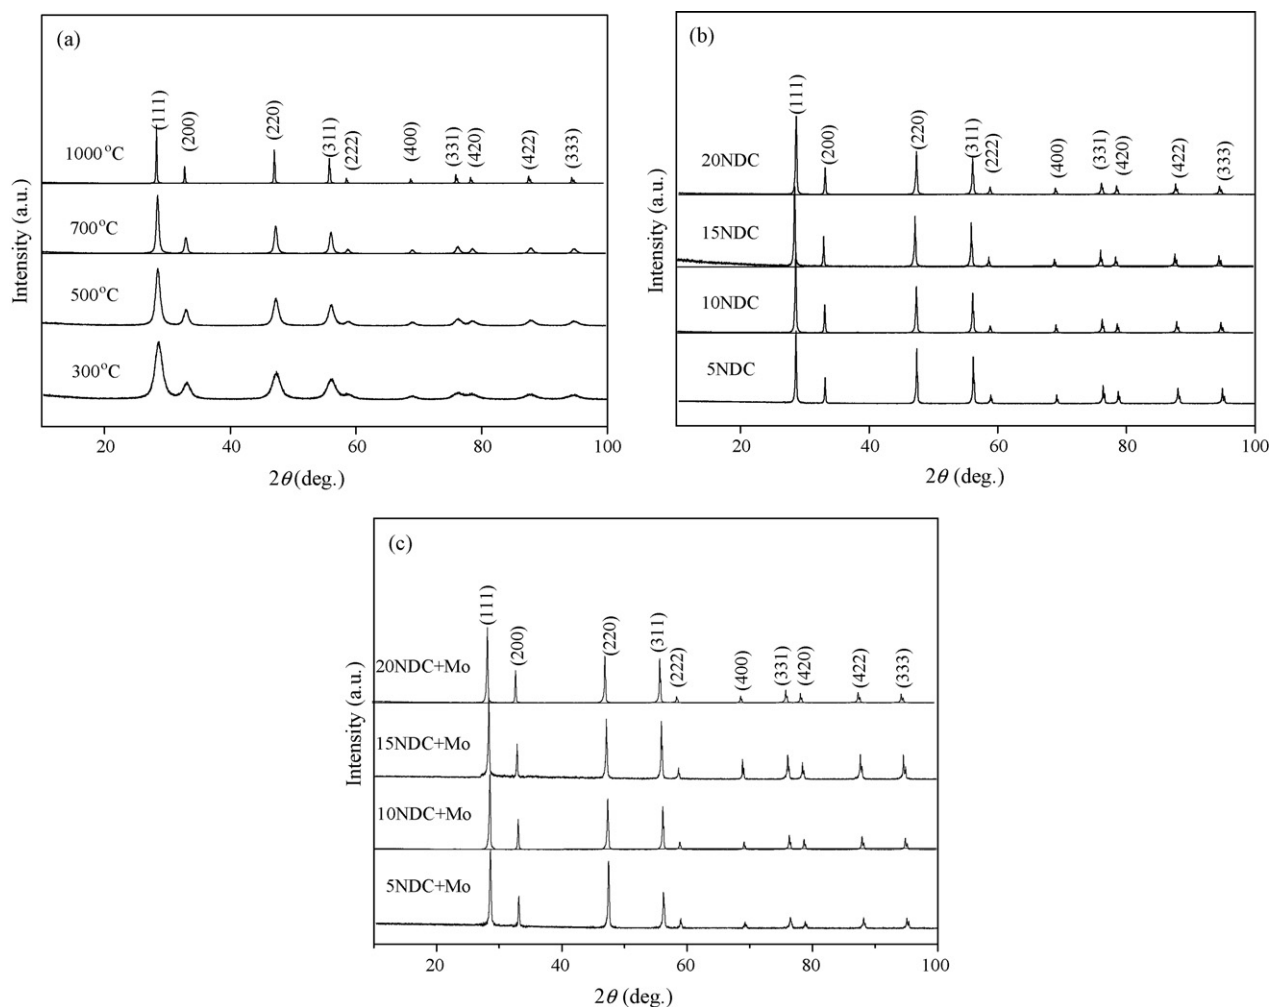 (a)
(111)
(200)
(220)
(311)
(222)
(400)
(331)
(420)
(422)
(333)
1000°C
700°C
500°C
300°C
Intensity (a.u.)
20
40
60
80
100
2θ (deg.)
(b)
(111)
(200)
(220)
(311)
(222)
(400)
(331)
(420)
(422)
(333)
20NDC
15NDC
10NDC
5NDC
Intensity (a.u.)
20
40
60
80
100
2θ (deg.)
(c)
(111)
(200)
(220)
(311)
(222)
(400)
(331)
(420)
(422)
(333)
20NDC+Mo
15NDC+Mo
10NDC+Mo
5NDC+Mo
Intensity (a.u.)
20
40
60
80
100
2θ (deg.)